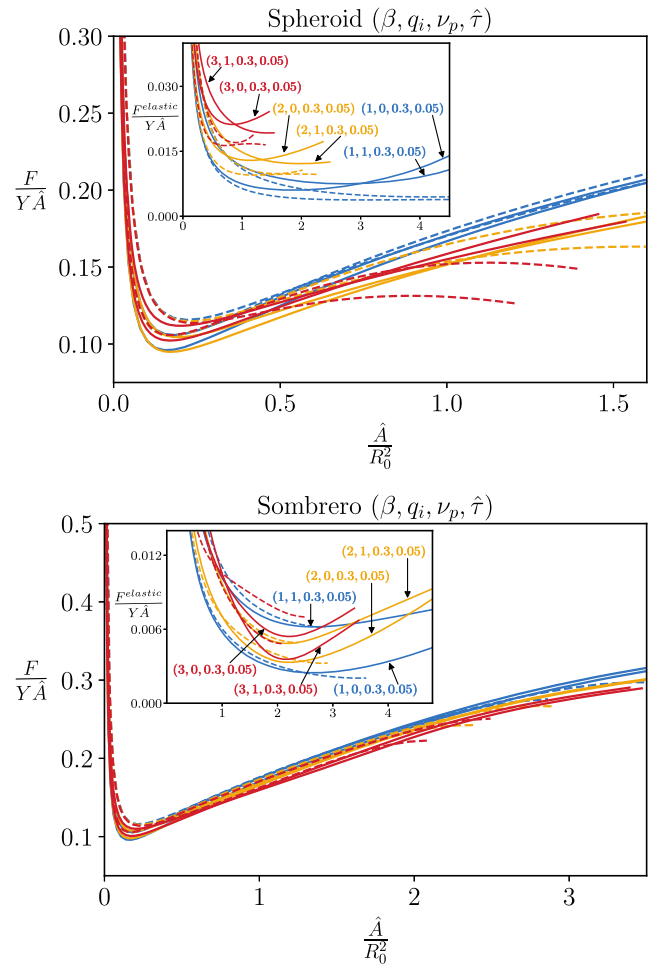 Spheroid (β, q_i, ν_p, τ̂)
0.30
0.25
0.20
0.15
0.10
F
YÂ
F^{elastic}
YÂ
0.030
0.015
0.000
(3, 1, 0.3, 0.05)
(3, 0, 0.3, 0.05)
(2, 0, 0.3, 0.05)
(1, 0, 0.3, 0.05)
(2, 1, 0.3, 0.05)
(1, 1, 0.3, 0.05)
0 1 2 3 4
0.0 0.5 1.0 1.5
Â
R_0^2
Sombrero (β, q_i, ν_p, τ̂)
0.5
0.4
0.3
0.2
0.1
F
YÂ
0.012
0.006
0.000
F^{elastic}
YÂ
(2, 1, 0.3, 0.05)
(2, 0, 0.3, 0.05)
(1, 1, 0.3, 0.05)
(3, 0, 0.3, 0.05)
(3, 1, 0.3, 0.05)
(1, 0, 0.3, 0.05)
1 2 3 4
0 1 2 3
Â
R_0^2